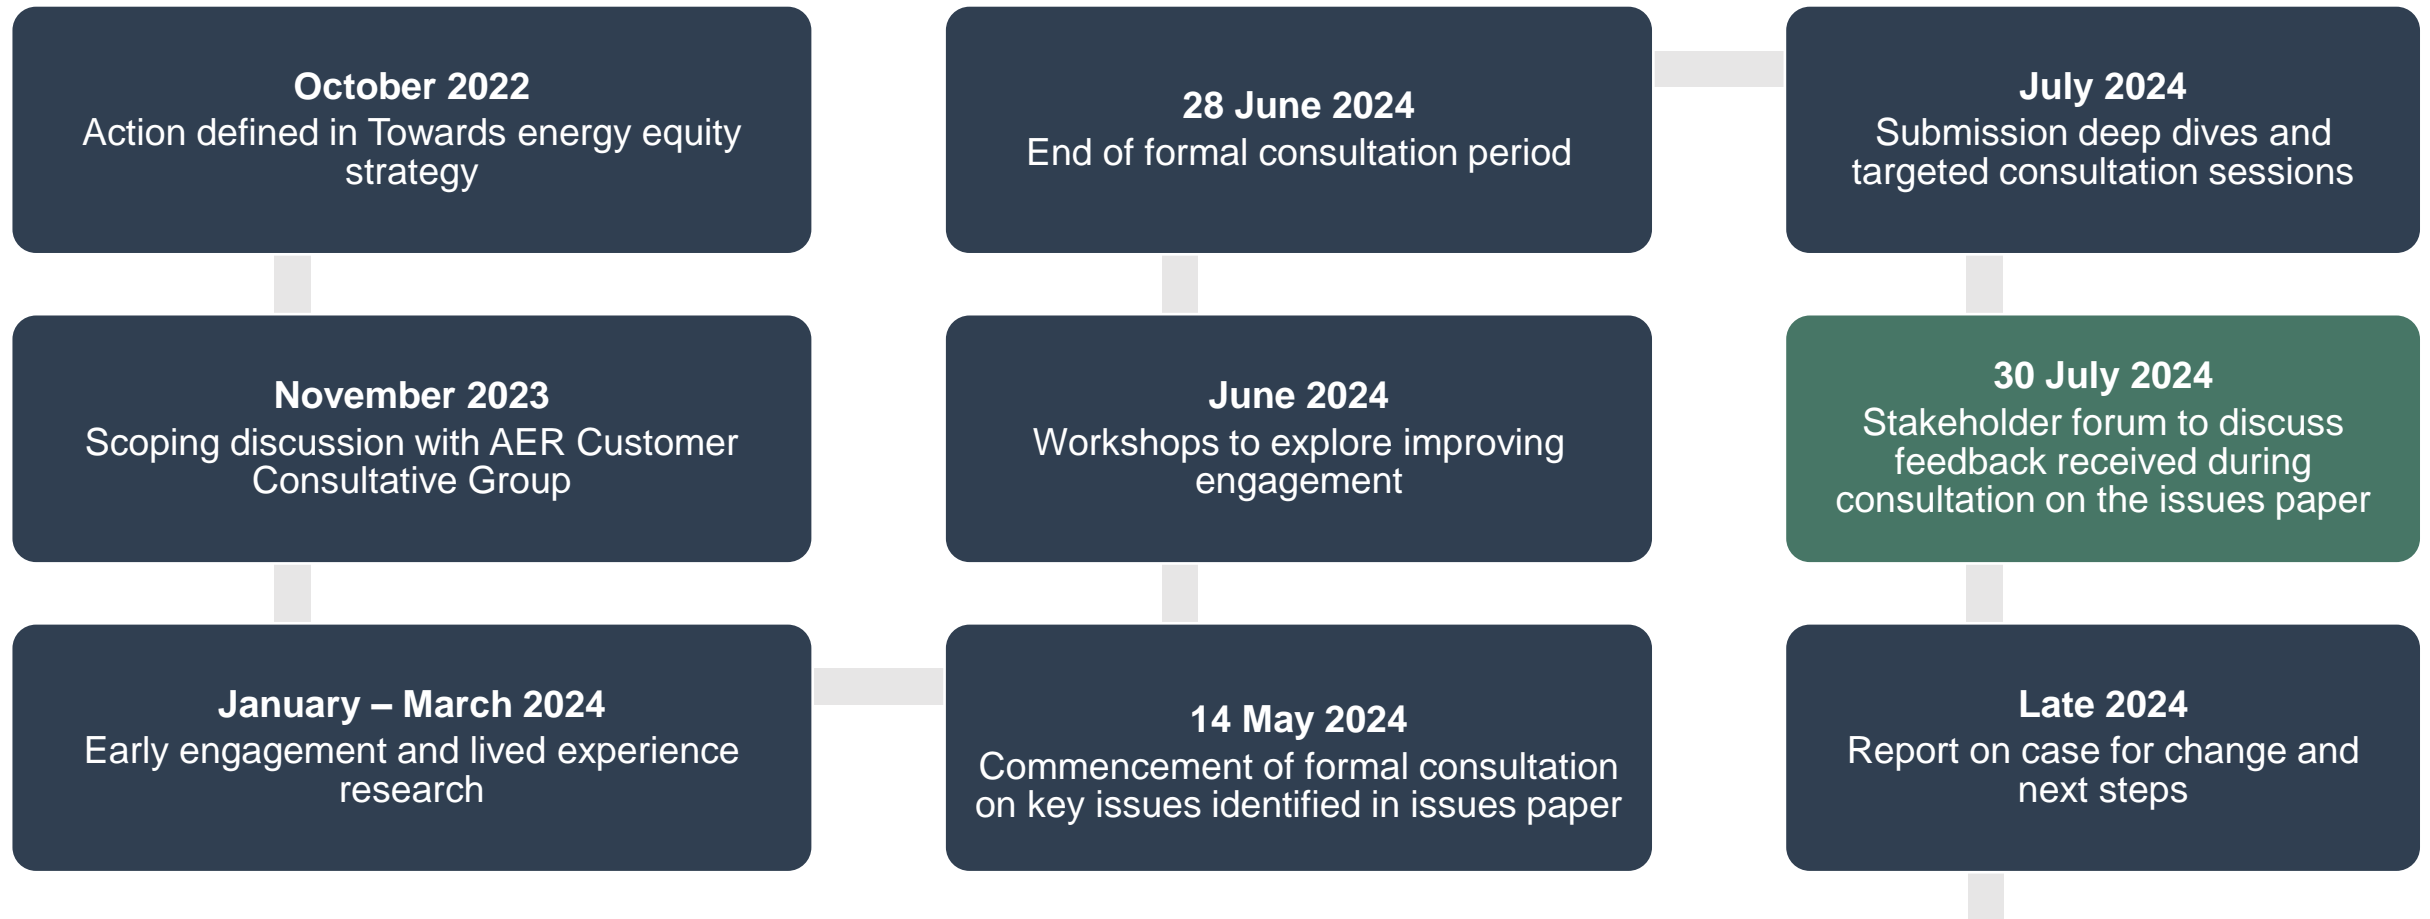 October 2022
Action defined in Towards energy equity
strategy
November 2023
Scoping discussion with AER Customer
Consultative Group
January – March 2024
Early engagement and lived experience
research
14 May 2024
Commencement of formal consultation
on key issues identified in issues paper
June 2024
Workshops to explore improving
engagement
28 June 2024
End of formal consultation period
July 2024
Submission deep dives and
targeted consultation sessions
30 July 2024
Stakeholder forum to discuss
feedback received during
consultation on the issues paper
Late 2024
Report on case for change and
next steps